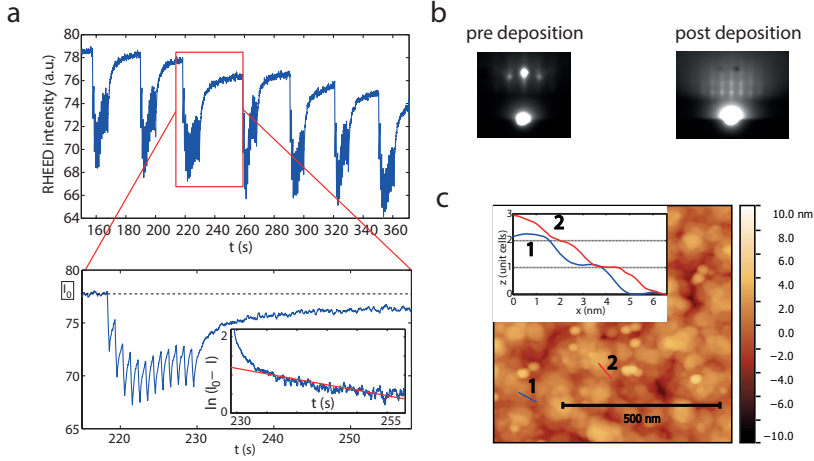 a
RHEED intensity (a.u.)
80
78
76
74
72
70
68
66
64
160 180 200 220 240 260 280 300 320 340 360
t (s)
80
I₀
75
70
65
220 230 240 250
t (s)
ln (I₀ – I)
2
0
230 255
t (s)
b
pre deposition
post deposition
c
z (unit cells)
3
2
1
0
0 1 2 3 4 5 6
x (nm)
1
2
1
2
500 nm
10.0 nm
8.0
6.0
4.0
2.0
0.0
−2.0
−4.0
−6.0
−8.0
−10.0